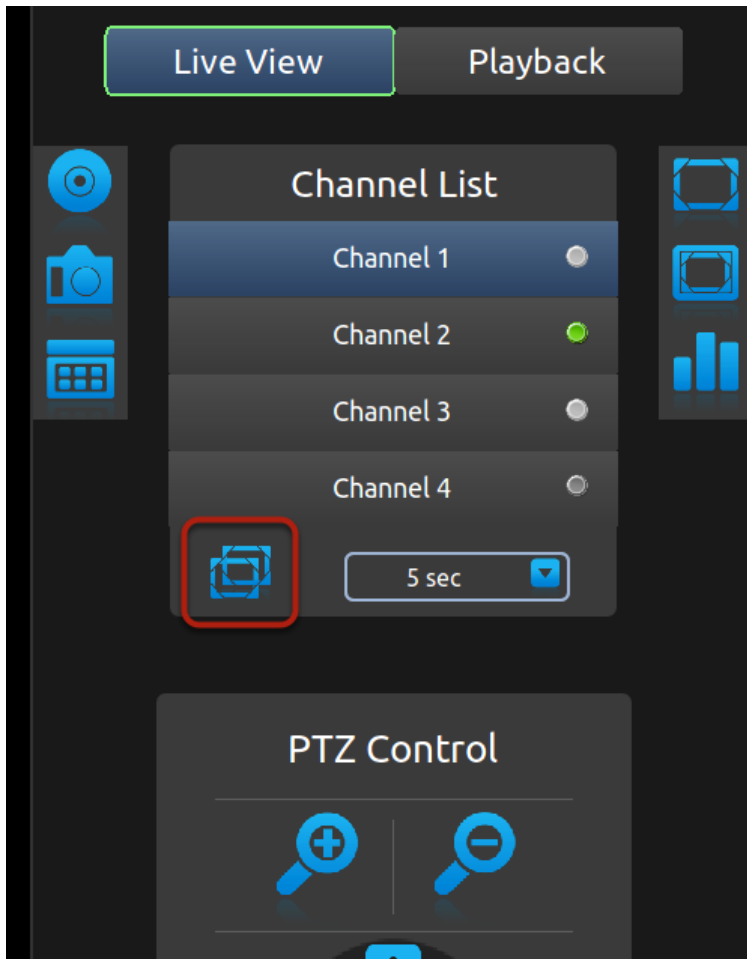 Live View
Playback
Channel List
Channel 1
Channel 2
Channel 3
Channel 4
5 sec
PTZ Control